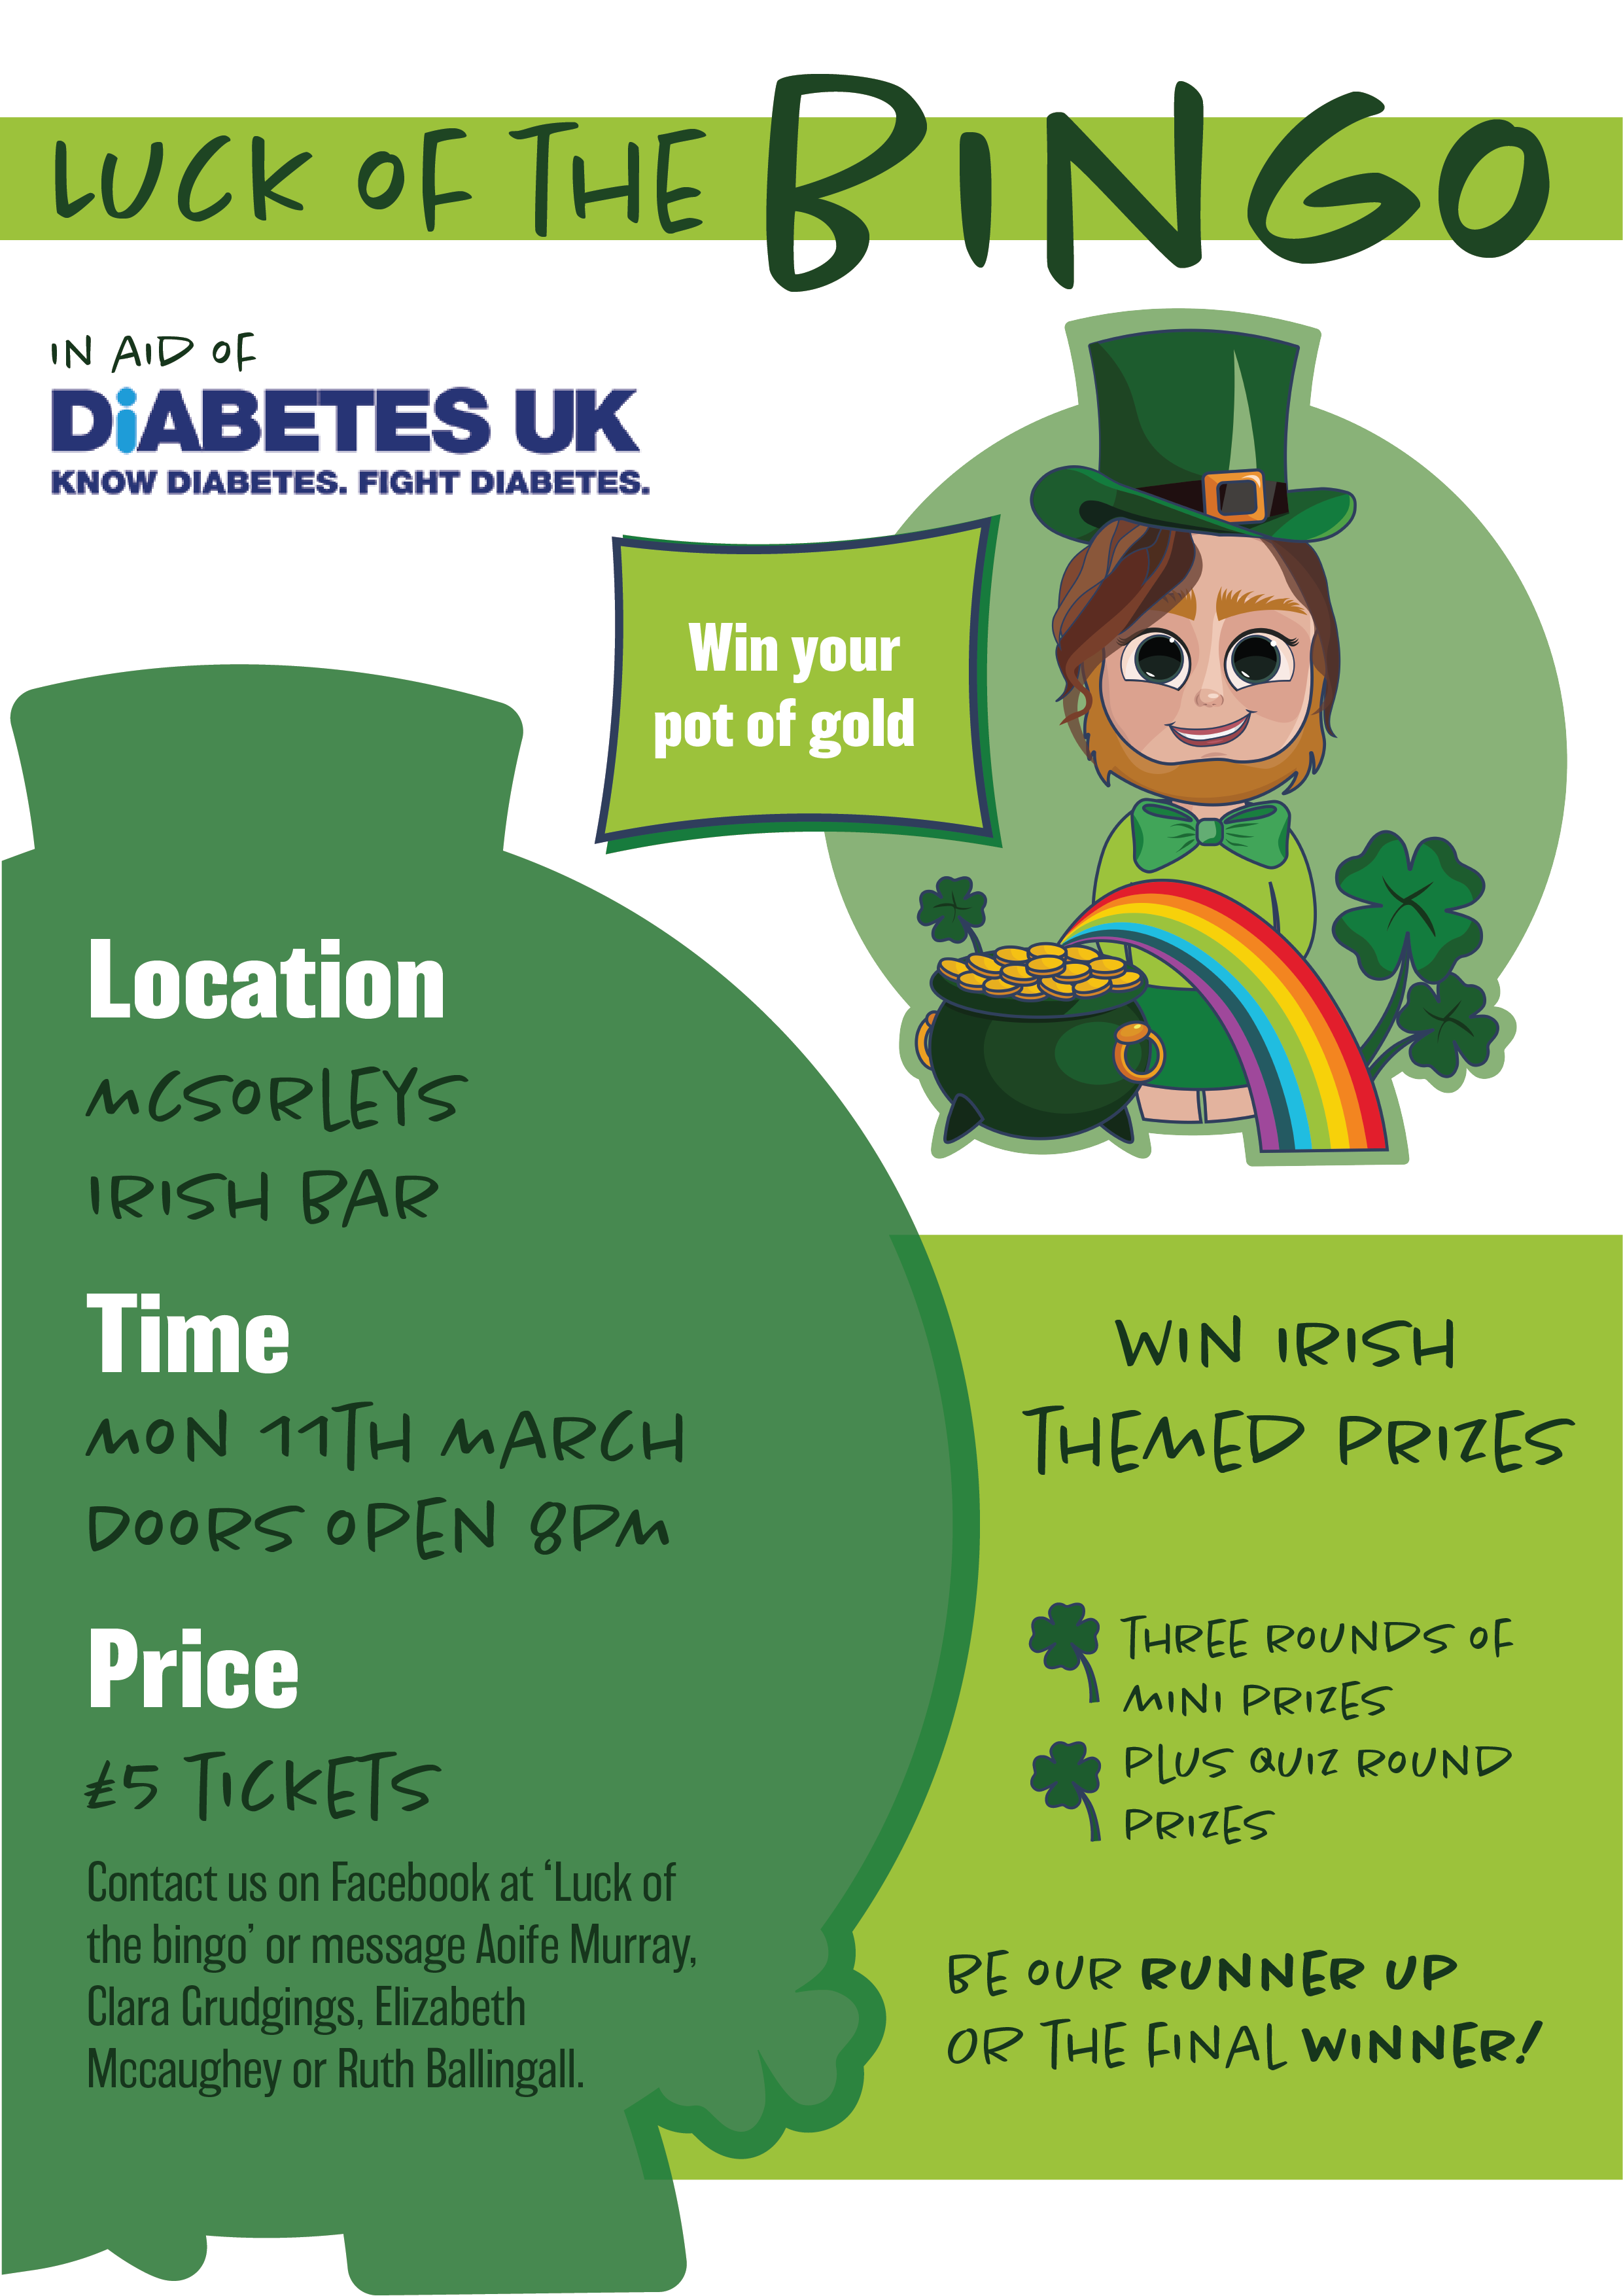 LUCK OF THE BINGO
IN AID OF
DiABETES UK
KNOW DIABETES. FIGHT DIABETES.
Win your
pot of gold
Location
MCSORLEYS
IRISH BAR
Time
MON 11TH MARCH
DOORS OPEN 8PM
Price
£5 TICKETS
Contact us on Facebook at ‘Luck of
the bingo’ or message Aoife Murray,
Clara Crudgings, Elizabeth
Mccaughey or Ruth Ballingall.
WIN IRISH
THEMED PRIZES
THREE ROUNDS OF
MINI PRIZES
PLUS QUIZ ROUND
PRIZES
BE OUR RUNNER UP
OR THE FINAL WINNER!